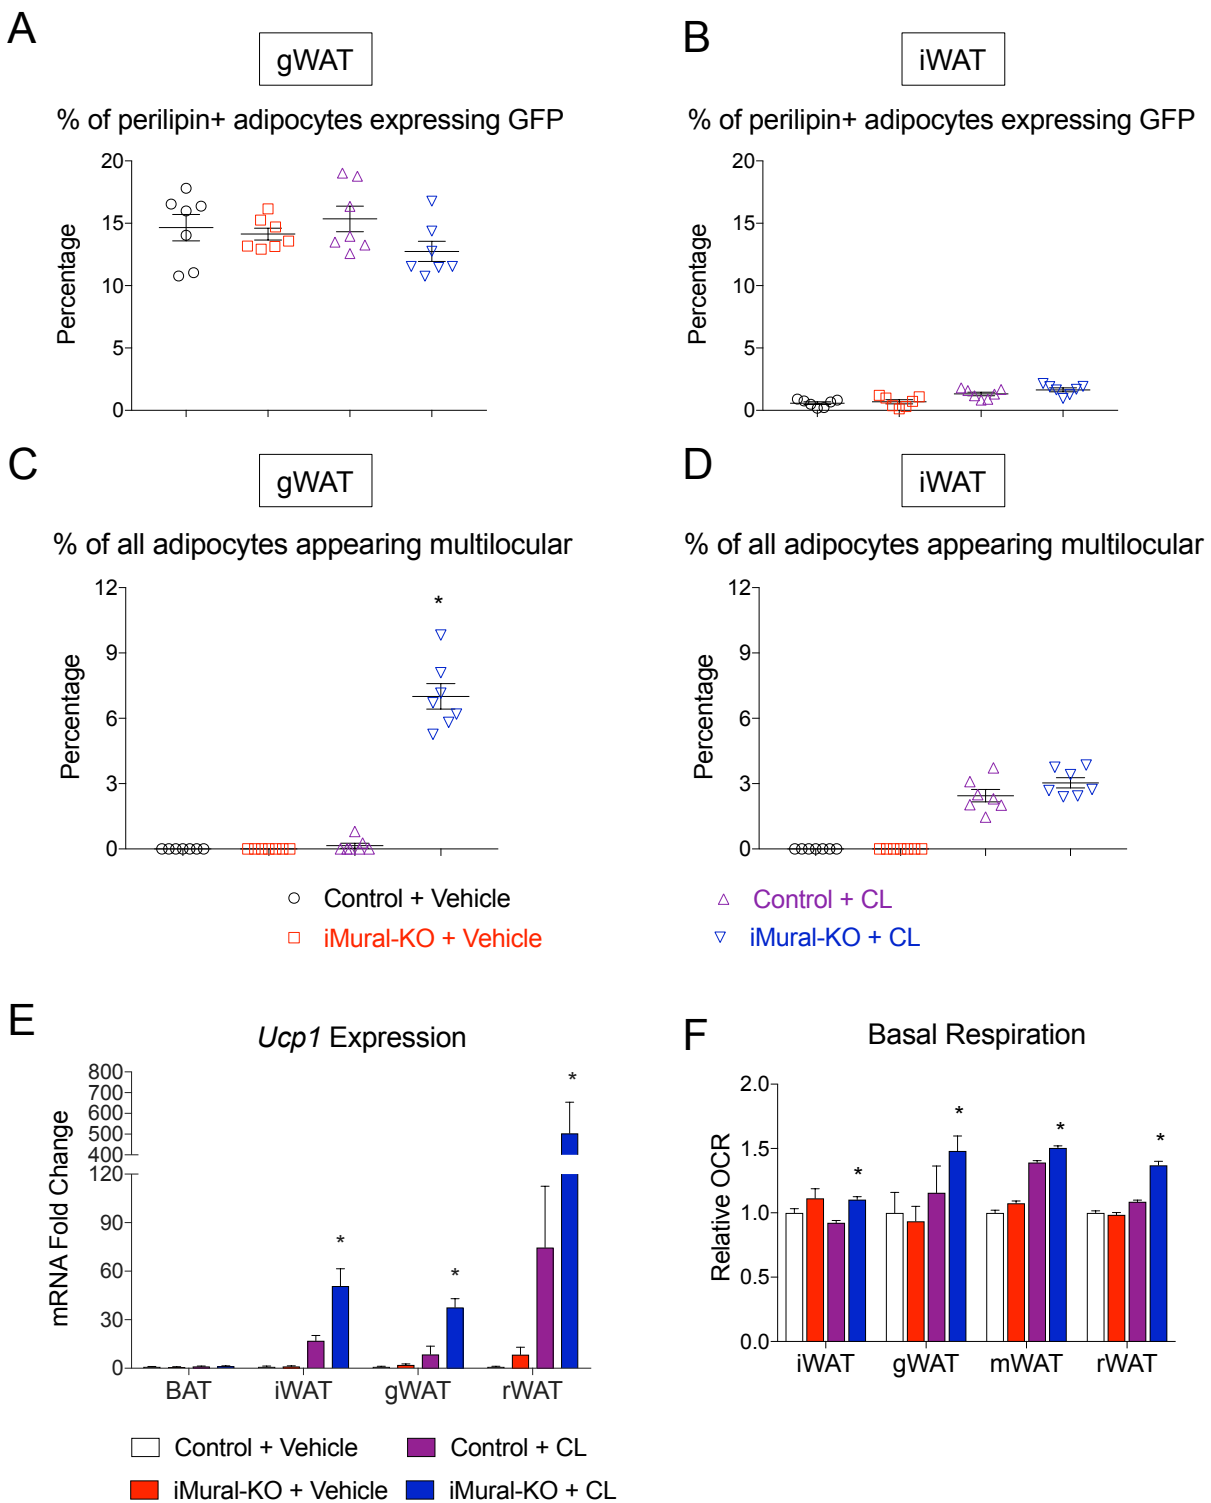 A
gWAT
% of perilipin+ adipocytes expressing GFP
Percentage
20
15
10
5
0
B
iWAT
% of perilipin+ adipocytes expressing GFP
Percentage
20
15
10
5
0
C
gWAT
% of all adipocytes appearing multilocular
Percentage
12
9
6
3
0
*
D
iWAT
% of all adipocytes appearing multilocular
Percentage
12
9
6
3
0
Control + Vehicle
iMural-KO + Vehicle
Control + CL
iMural-KO + CL
E
Ucp1 Expression
mRNA Fold Change
800
700
600
500
400
120
90
60
30
0
*
*
*
BAT
iWAT
gWAT
rWAT
Control + Vehicle
Control + CL
iMural-KO + Vehicle
iMural-KO + CL
F
Basal Respiration
Relative OCR
2.0
1.5
1.0
0.5
0.0
*
*
*
*
iWAT
gWAT
mWAT
rWAT